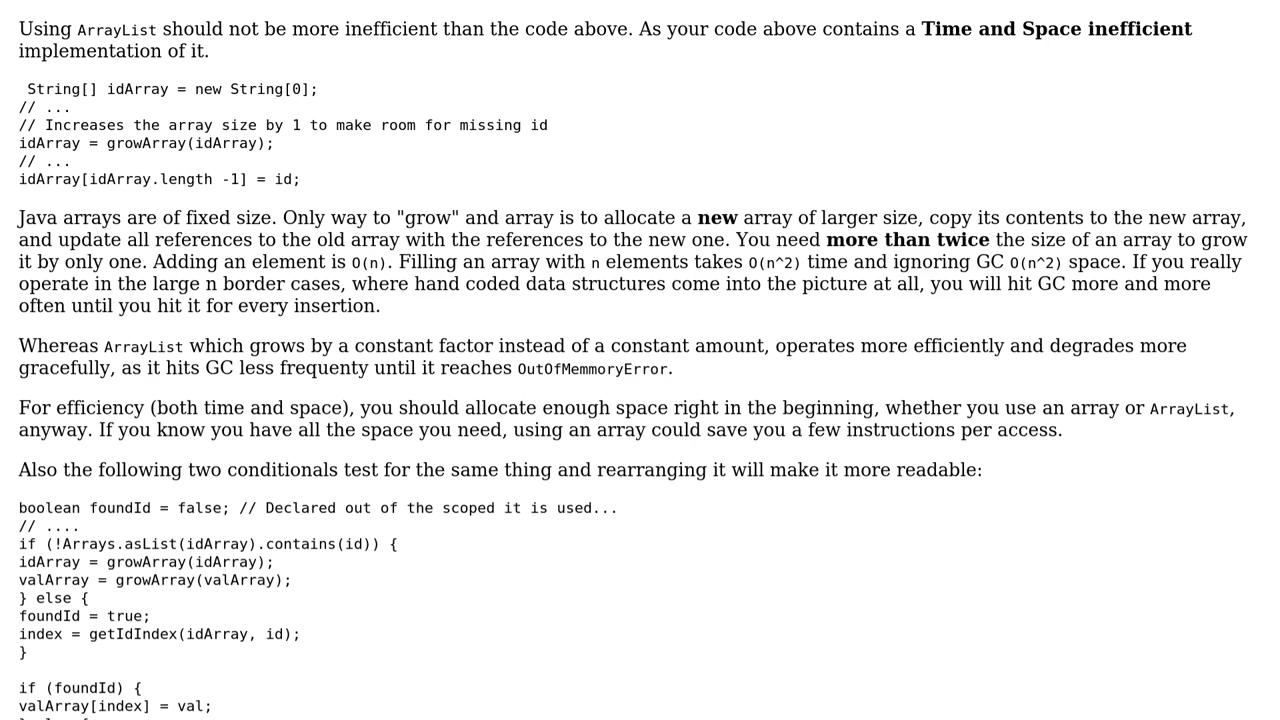 Using ArrayList should not be more inefficient than the code above. As your code above contains a Time and Space inefficient
implementation of it.
String[] idArray = new String[0];
// ...
// Increases the array size by 1 to make room for missing id
idArray = growArray(idArray);
// ...
idArray[idArray.length -1] = id;
Java arrays are of fixed size. Only way to "grow" and array is to allocate a new array of larger size, copy its contents to the new array,
and update all references to the old array with the references to the new one. You need more than twice the size of an array to grow
it by only one. Adding an element is O(n). Filling an array with n elements takes O(n^2) time and ignoring GC O(n^2) space. If you really
operate in the large n border cases, where hand coded data structures come into the picture at all, you will hit GC more and more
often until you hit it for every insertion.
Whereas ArrayList which grows by a constant factor instead of a constant amount, operates more efficiently and degrades more
gracefully, as it hits GC less frequenty until it reaches OutOfMemmoryError.
For efficiency (both time and space), you should allocate enough space right in the beginning, whether you use an array or ArrayList,
anyway. If you know you have all the space you need, using an array could save you a few instructions per access.
Also the following two conditionals test for the same thing and rearranging it will make it more readable:
boolean foundId = false; // Declared out of the scoped it is used...
// ....
if (!Arrays.asList(idArray).contains(id)) {
idArray = growArray(idArray);
valArray = growArray(valArray);
} else {
foundId = true;
index = getIdIndex(idArray, id);
}
if (foundId) {
valArray[index] = val;